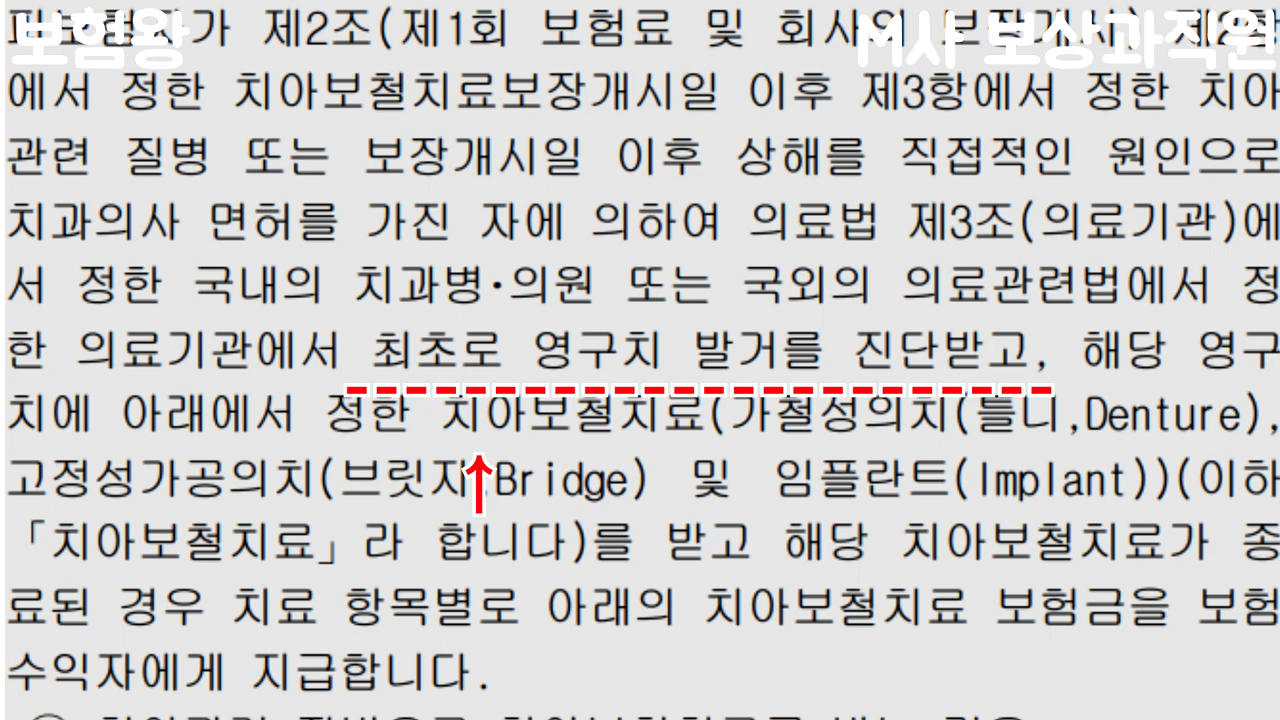 보험왕
M사 보상과직원
제2조(제1회 보험료 및
에서 정한 치아보철치료보장개시일 이후 제3항에서 정한 치아
관련 질병 또는 보장개시일 이후 상해를 직접적인 원인으로
치과의사 면허를 가진 자에 의하여 의료법 제3조(의료기관)에
서 정한 국내의 치과병·의원 또는 국외의 의료관련법에서 정
한 의료기관에서 최초로 영구치 발거를 진단받고, 해당 영구
치에 아래에서 정한 치아보철치료(가철성의치(틀니,Denture),
고정성가공의치(브릿지,Bridge) 및 임플란트(Implant))(이하
「치아보철치료」라 합니다)를 받고 해당 치아보철치료가 종
료된 경우 치료 항목별로 아래의 치아보철치료 보험금을 보험
수익자에게 지급합니다.